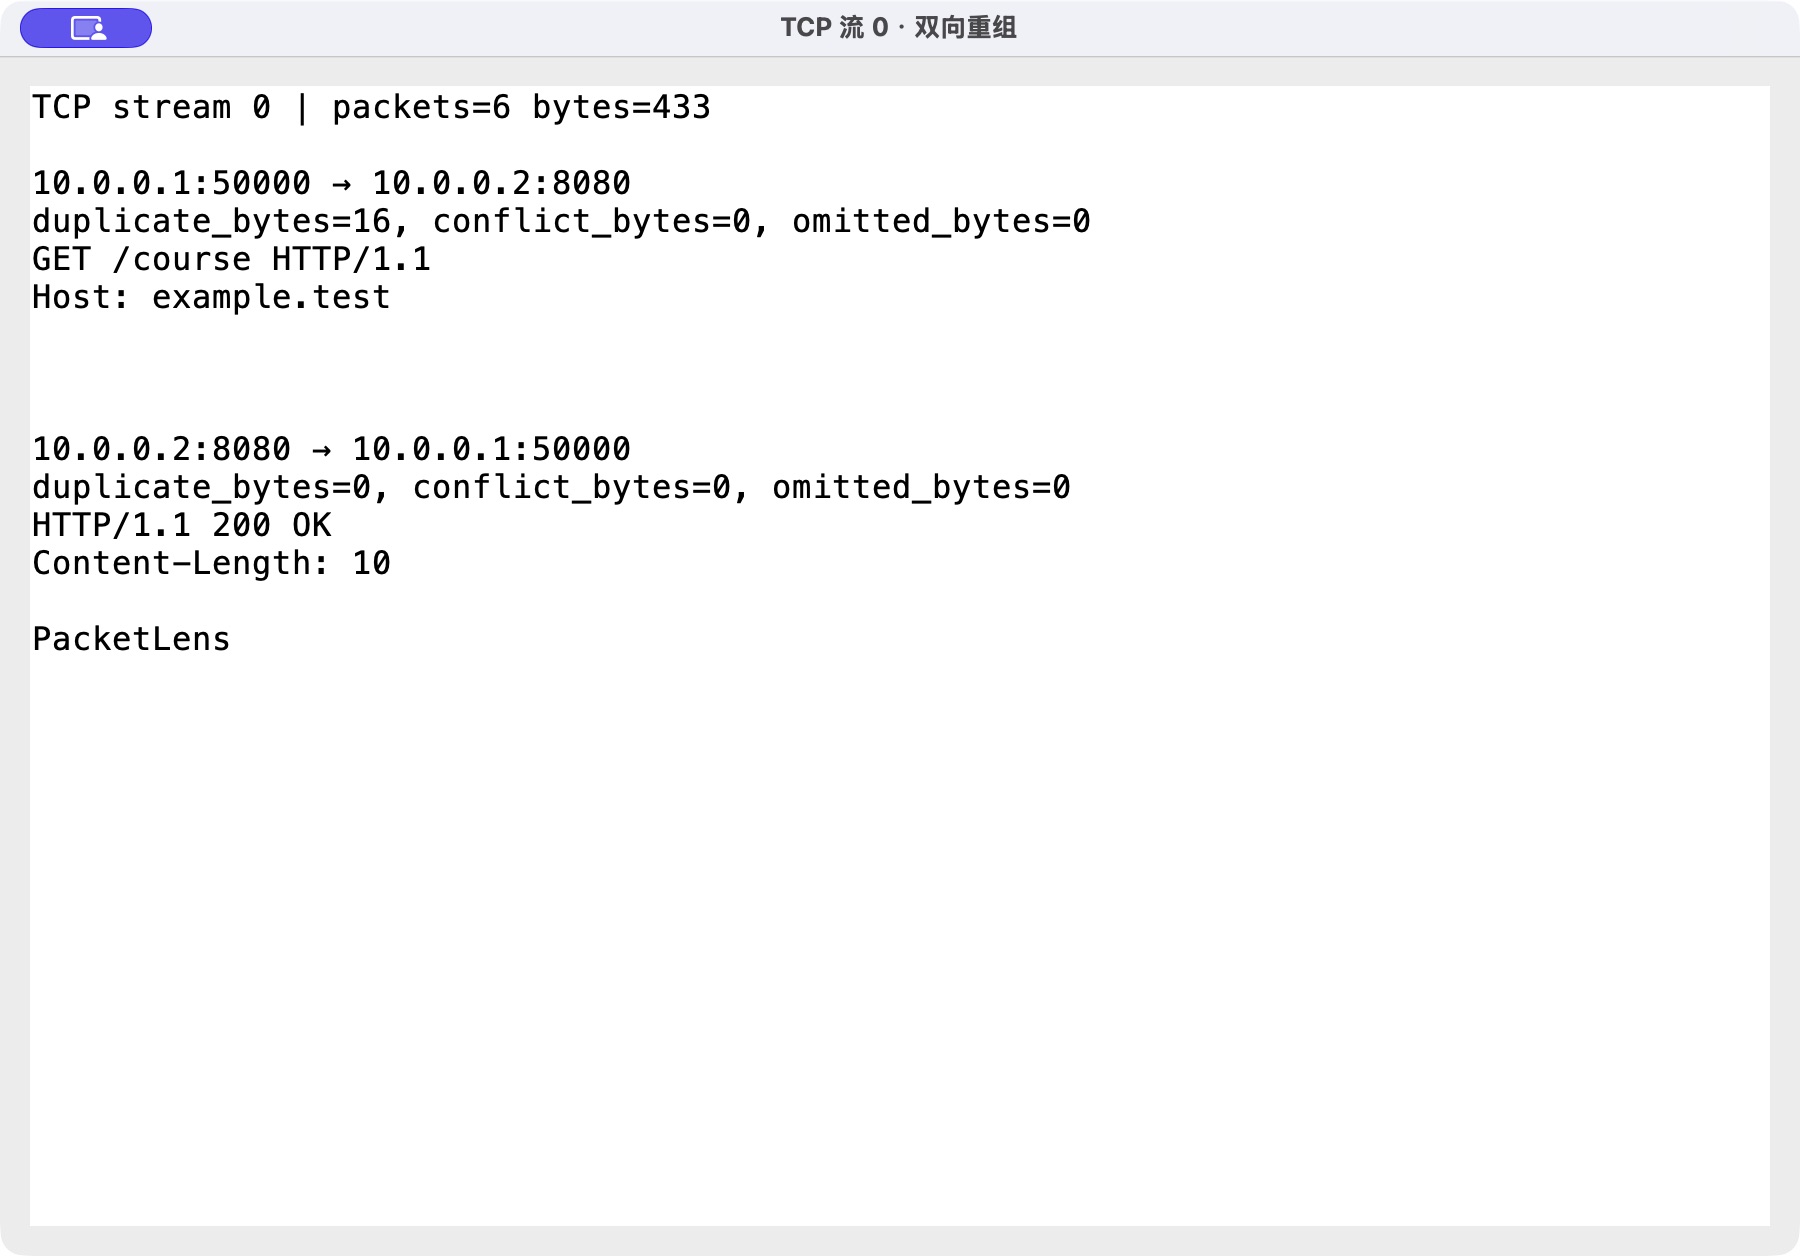 TCP 流 0 · 双向重组
TCP stream 0 | packets=6 bytes=433
10.0.0.1:50000 → 10.0.0.2:8080
duplicate_bytes=16, conflict_bytes=0, omitted_bytes=0
GET /course HTTP/1.1
Host: example.test
10.0.0.2:8080 → 10.0.0.1:50000
duplicate_bytes=0, conflict_bytes=0, omitted_bytes=0
HTTP/1.1 200 OK
Content-Length: 10
PacketLens